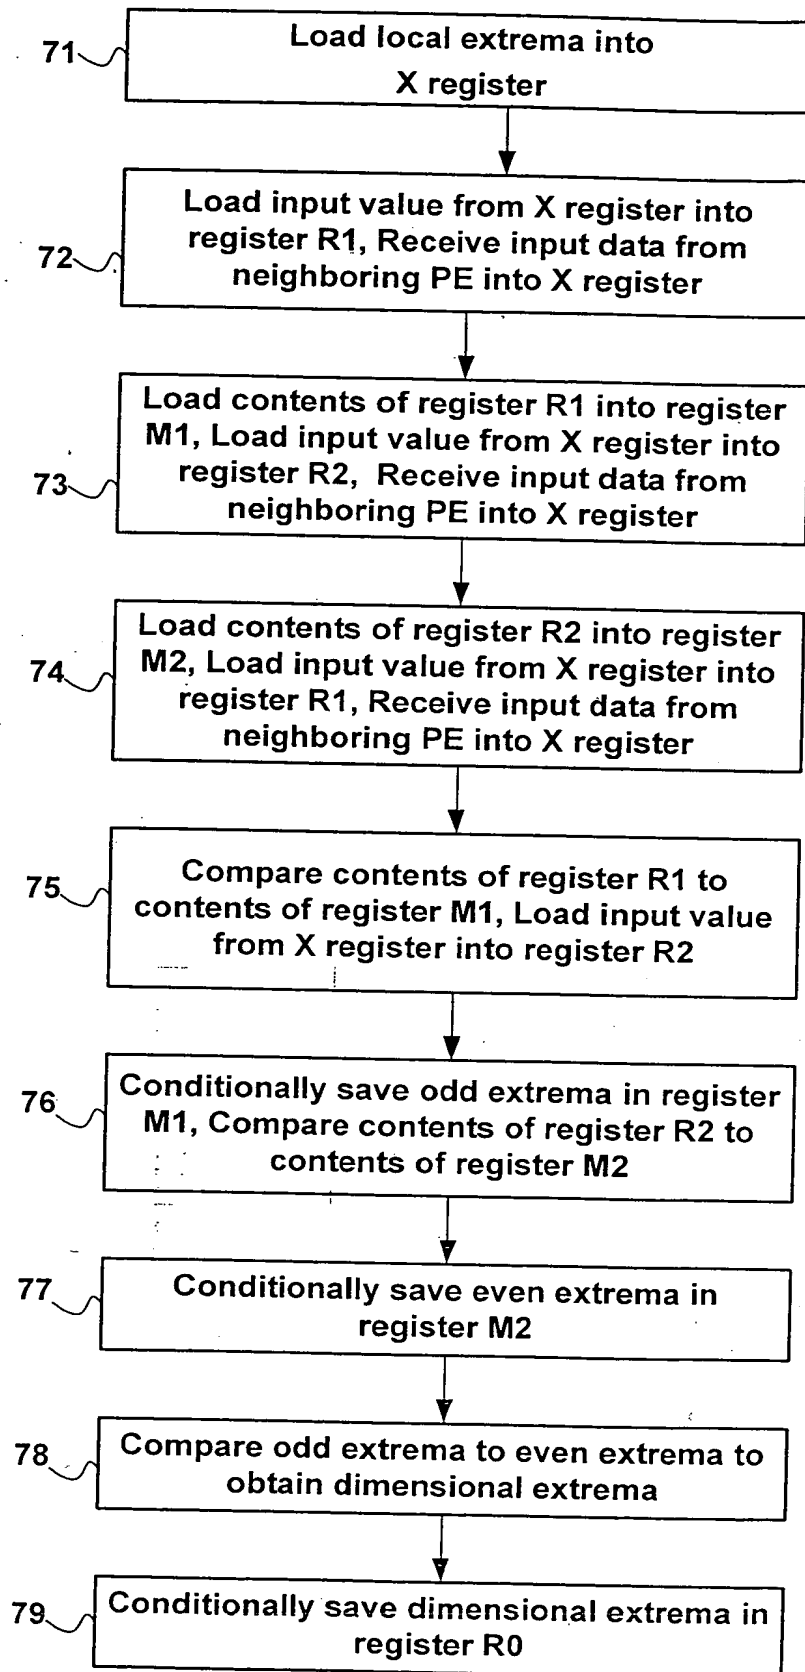 71
Load local extrema into
X register
72
Load input value from X register into
register R1, Receive input data from
neighboring PE into X register
73
Load contents of register R1 into register
M1, Load input value from X register into
register R2, Receive input data from
neighboring PE into X register
74
Load contents of register R2 into register
M2, Load input value from X register into
register R1, Receive input data from
neighboring PE into X register
75
Compare contents of register R1 to
contents of register M1, Load input value
from X register into register R2
76
Conditionally save odd extrema in register
M1, Compare contents of register R2 to
contents of register M2
77
Conditionally save even extrema in
register M2
78
Compare odd extrema to even extrema to
obtain dimensional extrema
79
Conditionally save dimensional extrema in
register R0